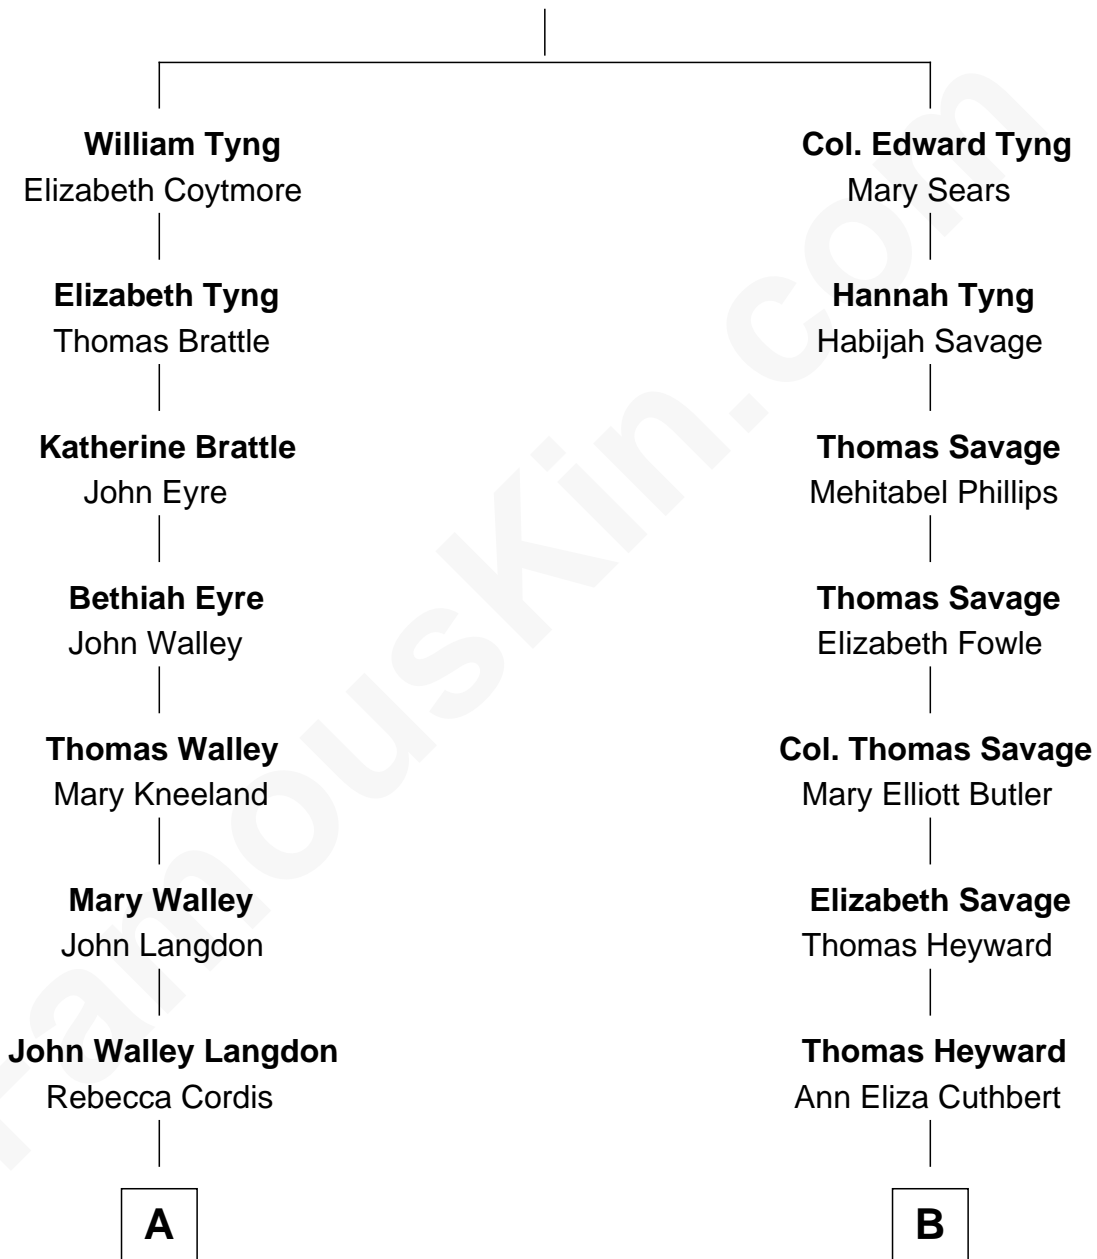 William Tyng
Elizabeth Coytmore
Elizabeth Tyng
Thomas Brattle
Katherine Brattle
John Eyre
Bethiah Eyre
John Walley
Thomas Walley
Mary Kneeland
Mary Walley
John Langdon
John Walley Langdon
Rebecca Cordis
A
Col. Edward Tyng
Mary Sears
Hannah Tyng
Habijah Savage
Thomas Savage
Mehitabel Phillips
Thomas Savage
Elizabeth Fowle
Col. Thomas Savage
Mary Elliott Butler
Elizabeth Savage
Thomas Heyward
Thomas Heyward
Ann Eliza Cuthbert
B
FamousKin.com